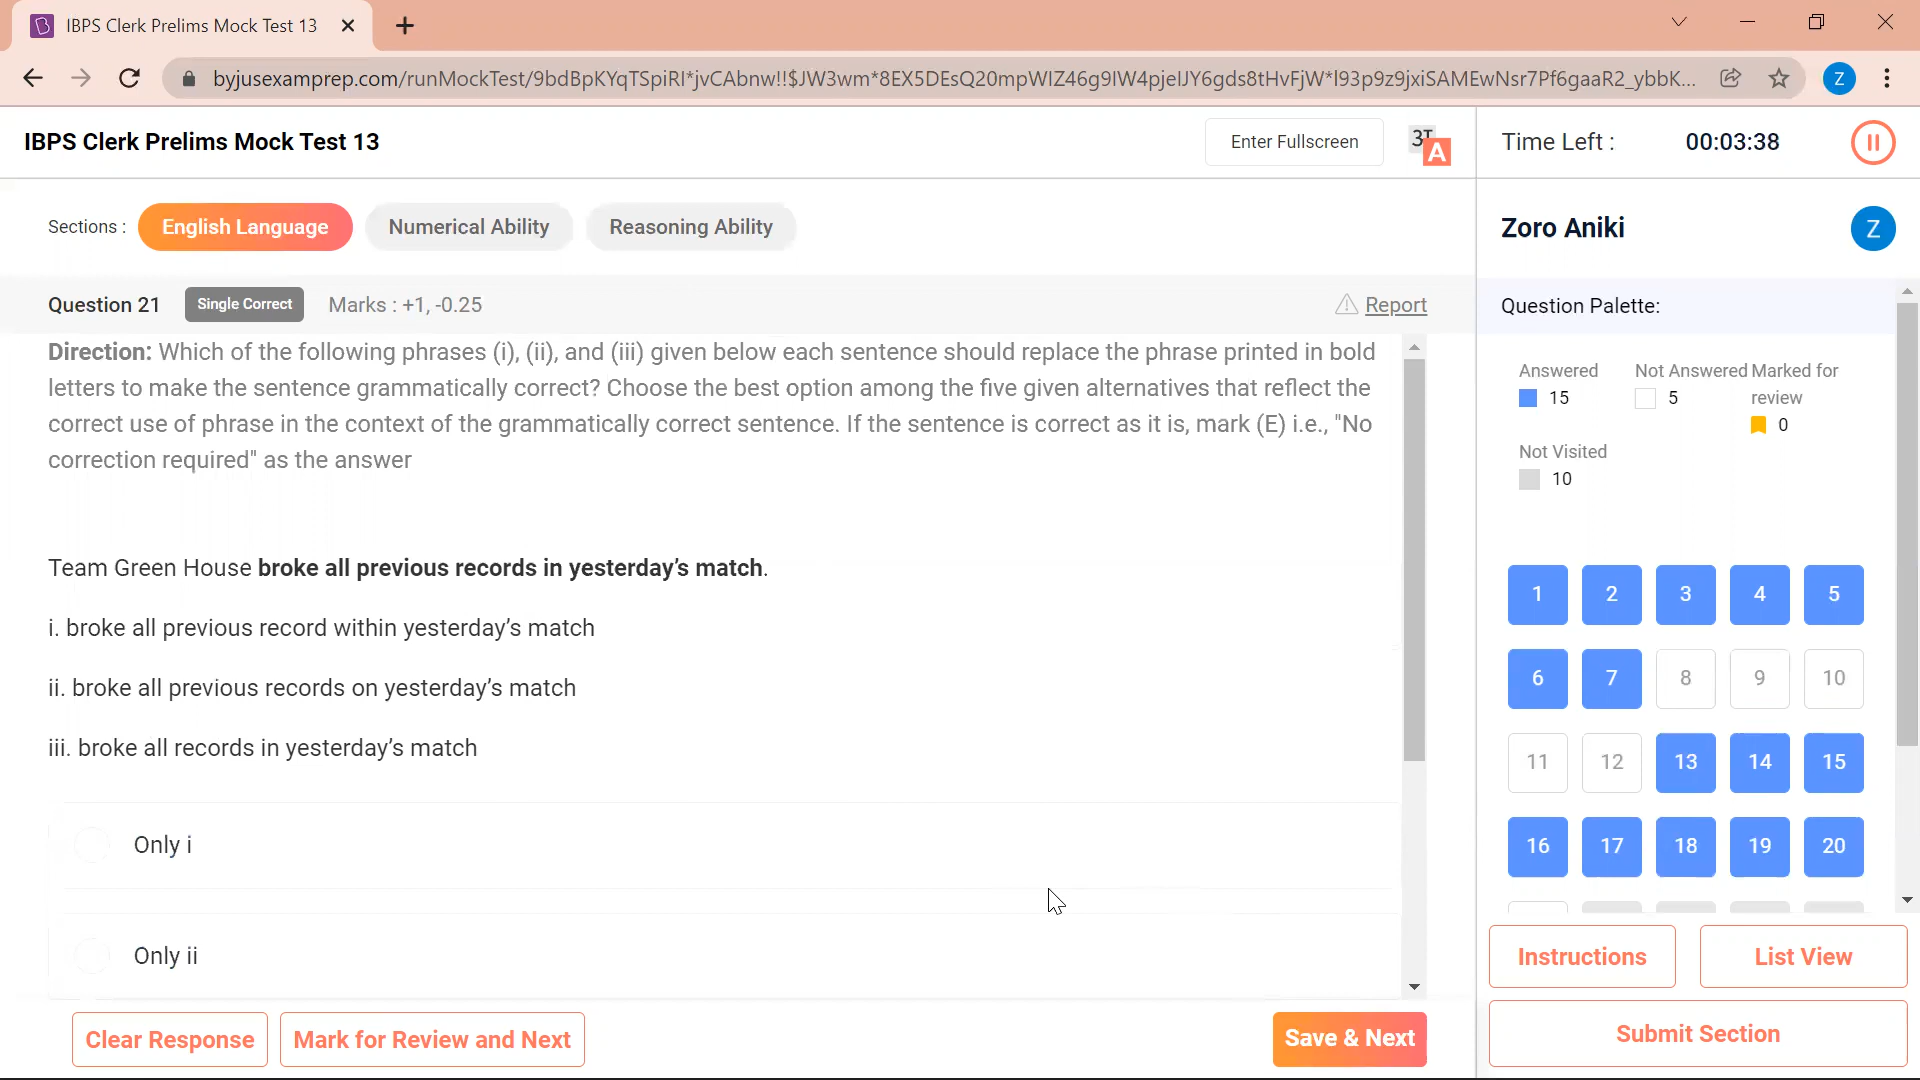 IBPS Clerk Prelims Mock Test 13
byjusexamprep.com/runMockTest/9bdBpKYqTSpiRI*jvCAbnw!!$JW3wm*8EX5DEsQ20mpWIZ46g9IW4pjeIJY6gds8tHvFjW*I93p9z9jxiSAMEwNsr7Pf6gaaR2_ybbK...
Z
IBPS Clerk Prelims Mock Test 13
Enter Fullscreen
A
Time Left :
00:03:38
Sections :
English Language
Numerical Ability
Reasoning Ability
Zoro Aniki
Z
Question 21
Single Correct
Marks : +1, -0.25
Report
Question Palette:
Direction: Which of the following phrases (i), (ii), and (iii) given below each sentence should replace the phrase printed in bold
letters to make the sentence grammatically correct? Choose the best option among the five given alternatives that reflect the
correct use of phrase in the context of the grammatically correct sentence. If the sentence is correct as it is, mark (E) i.e., "No
correction required" as the answer
Team Green House broke all previous records in yesterday’s match.
i. broke all previous record within yesterday’s match
ii. broke all previous records on yesterday’s match
iii. broke all records in yesterday’s match
Only i
Only ii
Clear Response
Mark for Review and Next
Save & Next
Answered
15
Not Answered
5
Marked for
review
0
Not Visited
10
1 2 3 4 5
6 7 8 9 10
11 12 13 14 15
16 17 18 19 20
Instructions
List View
Submit Section